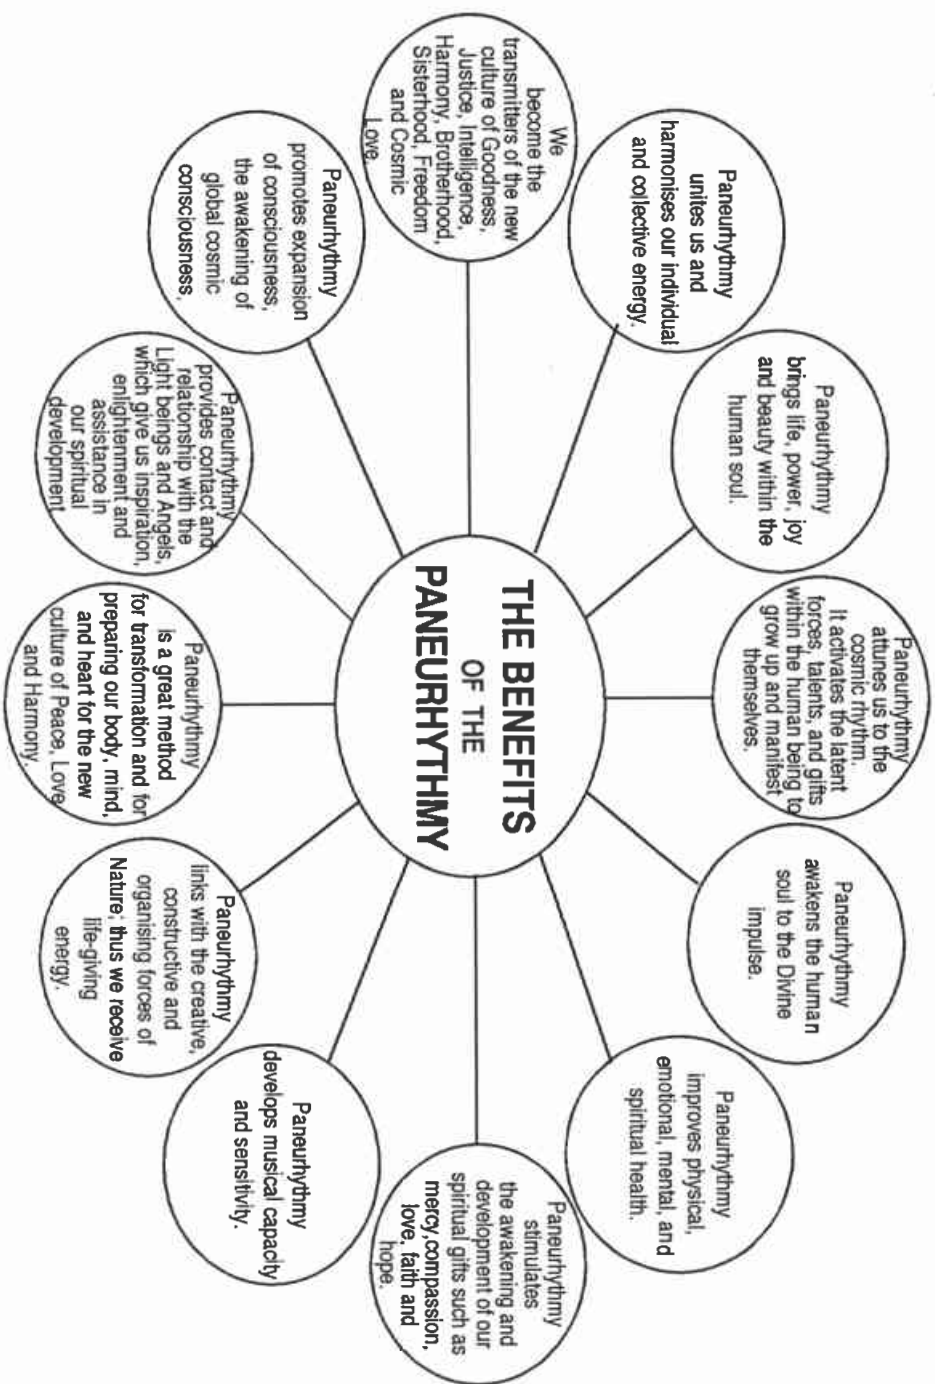 THE BENEFITS
OF THE
PANEURHYTHMY
Paneurhythmy
attunes us to the
cosmic rhythm.
It activates the latent
forces, talents, and gifts
within the human being to
grow up and manifest
themselves.
Paneurhythmy
awakens the human
soul to the Divine
impulse.
Paneurhythmy
improves physical,
emotional, mental, and
spiritual health.
Paneurhythmy
stimulates
the awakening and
development of our
spiritual gifts such as
mercy,compassion,
love, faith and
hope.
Paneurhythmy
develops musical capacity
and sensitivity.
Paneurhythmy
links with the creative,
constructive and
organising forces of
Nature; thus we receive
life-giving
energy.
Paneurhythmy
is a great method
for transformation and for
preparing our body, mind,
and heart for the new
culture of Peace, Love
and Harmony.
Paneurhythmy
provides contact and
relationship with the
Light beings and Angels,
which give us inspiration,
enlightenment and
assistance in
our spiritual
development
Paneurhythmy
promotes expansion
of consciousness,
the awakening of
global cosmic
consciousness.
We
become the
transmitters of the new
culture of Goodness,
Justice, Intelligence,
Harmony, Brotherhood,
Sisterhood, Freedom
and Cosmic
Love.
Paneurhythmy
unites us and
harmonises our individual
and collective energy.
Paneurhythmy
brings life, power, joy
and beauty within the
human soul.